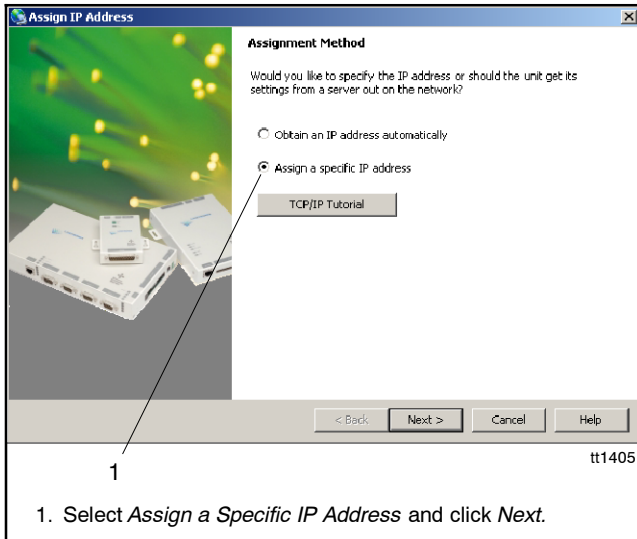 Assign IP Address
Assignment Method
Would you like to specify the IP address or should the unit get its
settings from a server out on the network?
Obtain an IP address automatically
Assign a specific IP address
TCP/IP Tutorial
< Back
Next >
Cancel
Help
tt1405
1
1. Select Assign a Specific IP Address and click Next.